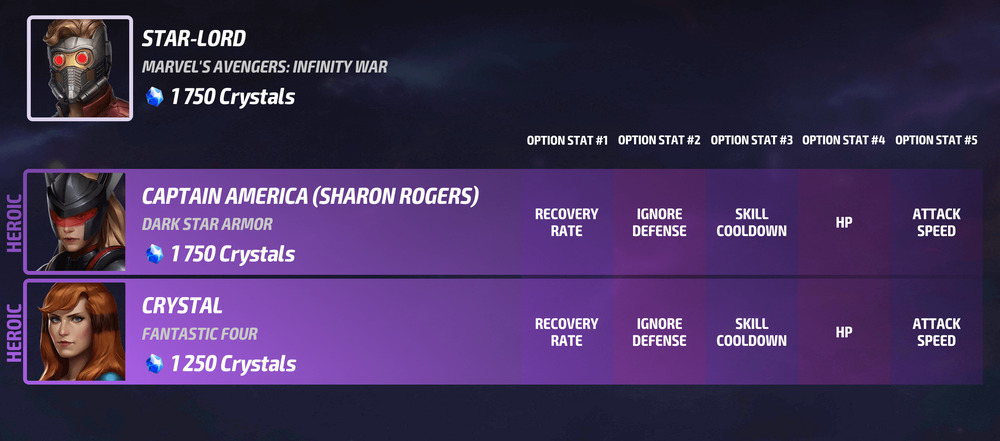 STAR-LORD
MARVEL'S AVENGERS: INFINITY WAR
1 750 Crystals
OPTION STAT #1 OPTION STAT #2 OPTION STAT #3 OPTION STAT #4 OPTION STAT #5
HEROIC
CAPTAIN AMERICA (SHARON ROGERS)
DARK STAR ARMOR
1 750 Crystals
RECOVERY
RATE
IGNORE
DEFENSE
SKILL
COOLDOWN
HP
ATTACK
SPEED
HEROIC
CRYSTAL
FANTASTIC FOUR
1 250 Crystals
RECOVERY
RATE
IGNORE
DEFENSE
SKILL
COOLDOWN
HP
ATTACK
SPEED